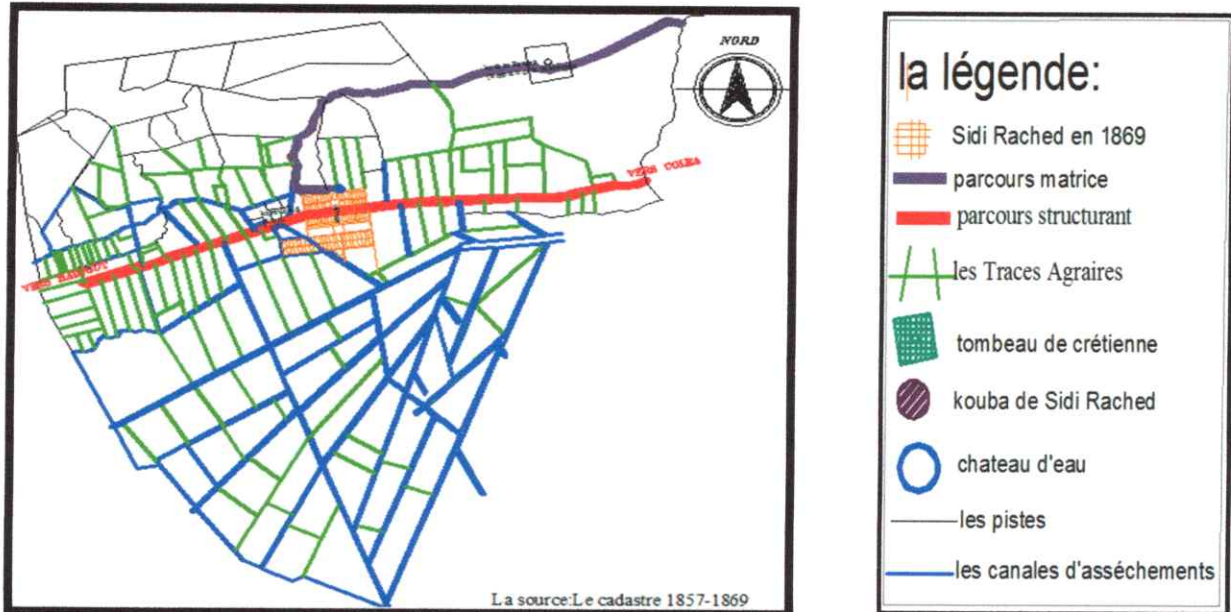 NORD
VERS COLEA
La source:Le cadastre 1857-1869
la légende:
Sidi Rached en 1869
parcours matrice
parcours structurant
les Traces Agraires
tombeau de crétienne
kouba de Sidi Rached
chateau d'eau
les pistes
les canales d'asséchements